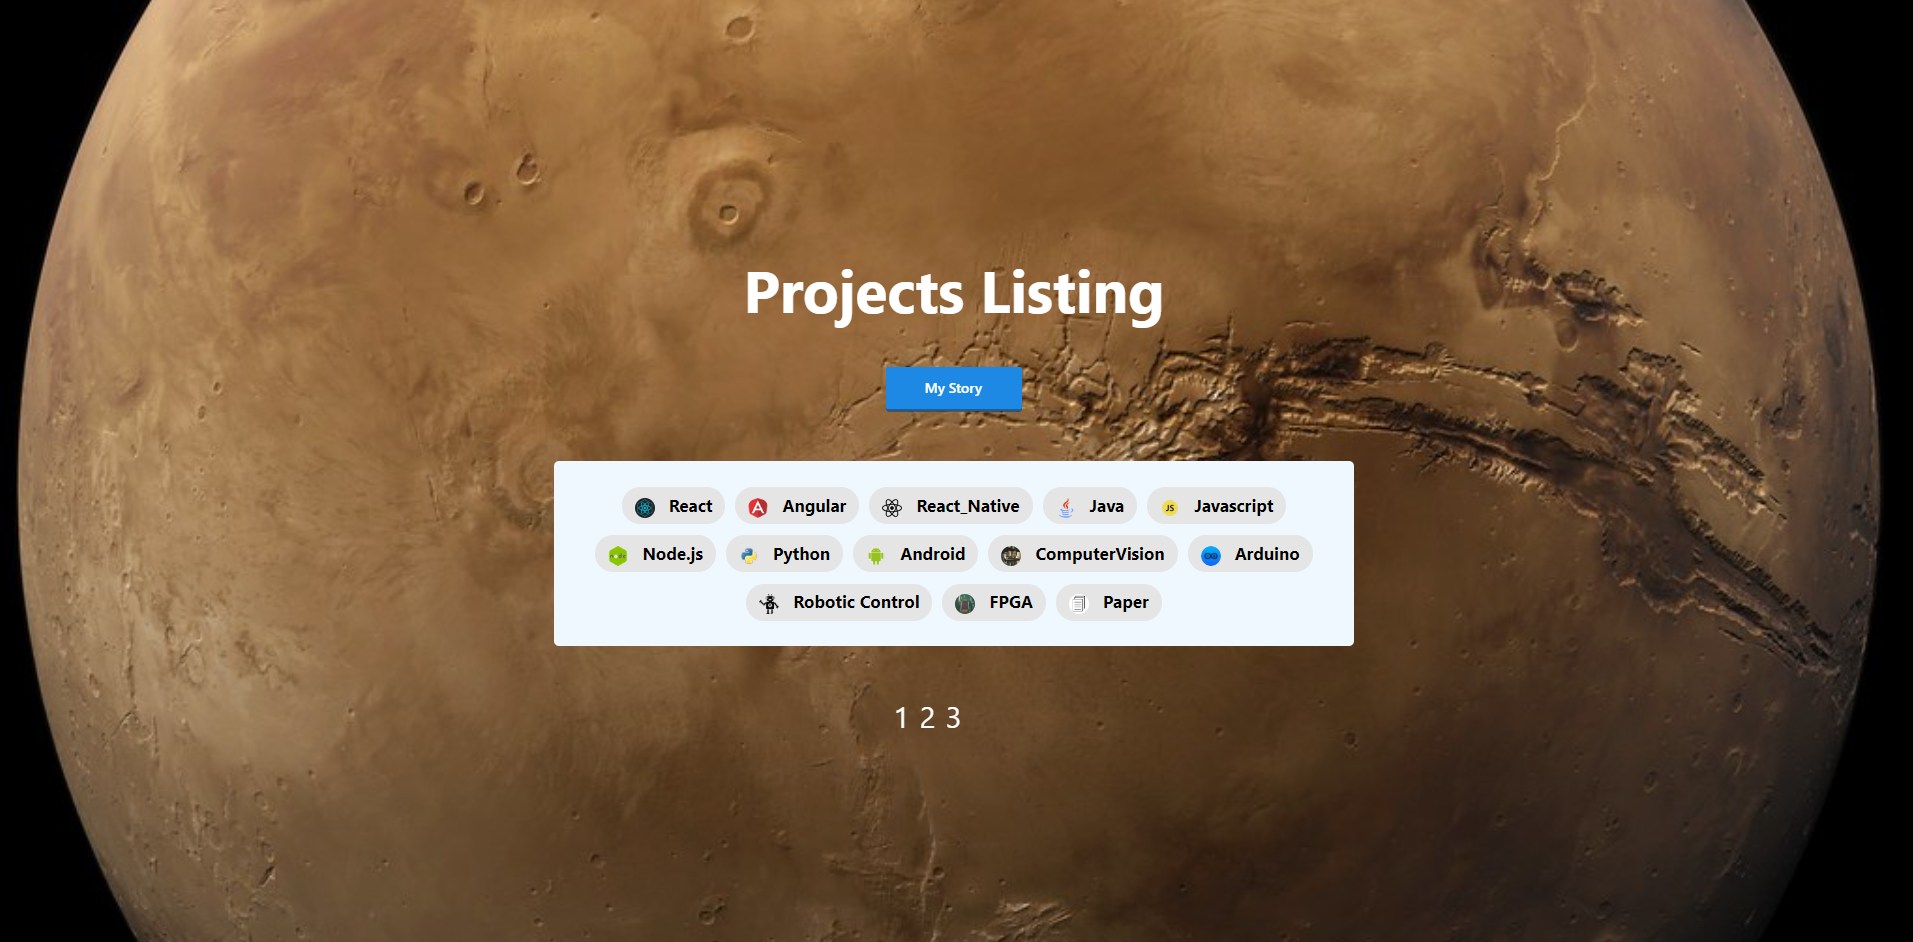 Projects Listing
My Story
React Angular React_Native Java JS Javascript
Node.js Python Android ComputerVision Arduino
Robotic Control FPGA Paper
1 2 3